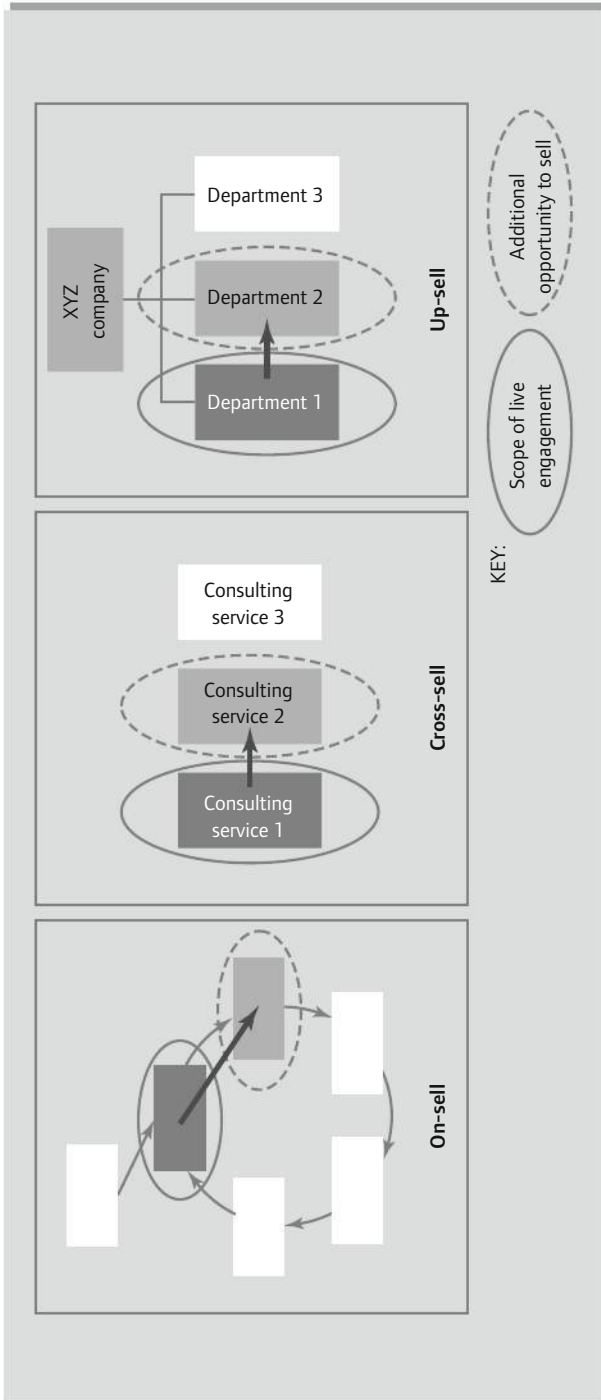 On-sell
Consulting
service 1
Consulting
service 2
Consulting
service 3
Cross-sell
XYZ
company
Department 1
Department 2
Department 3
Up-sell
KEY:
Scope of live
engagement
Additional
opportunity to sell